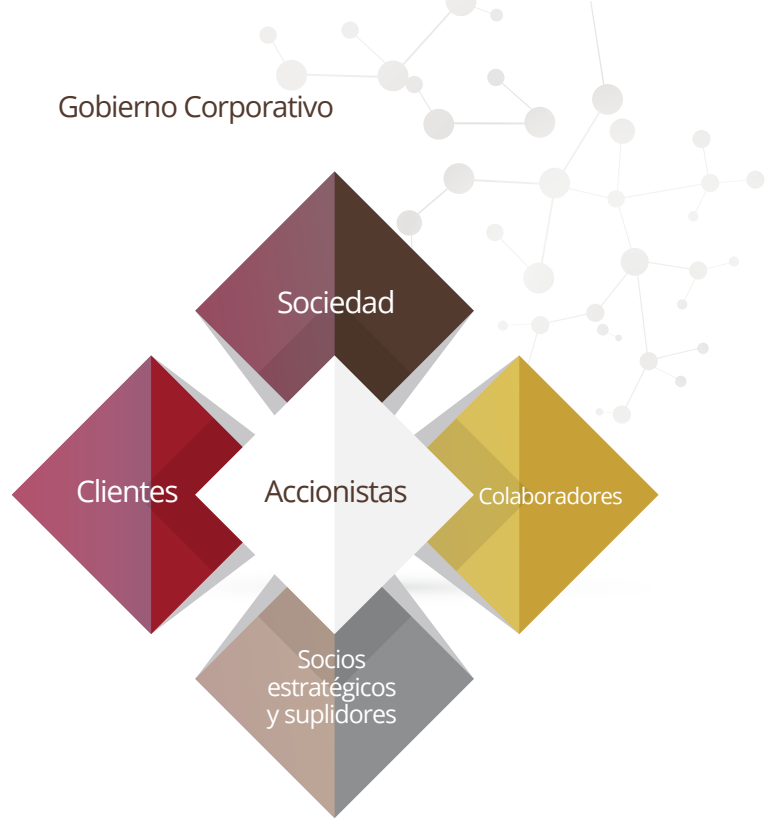 Gobierno Corporativo
Sociedad
Clientes
Accionistas
Colaboradores
Socios
estratégicos
y suplidores